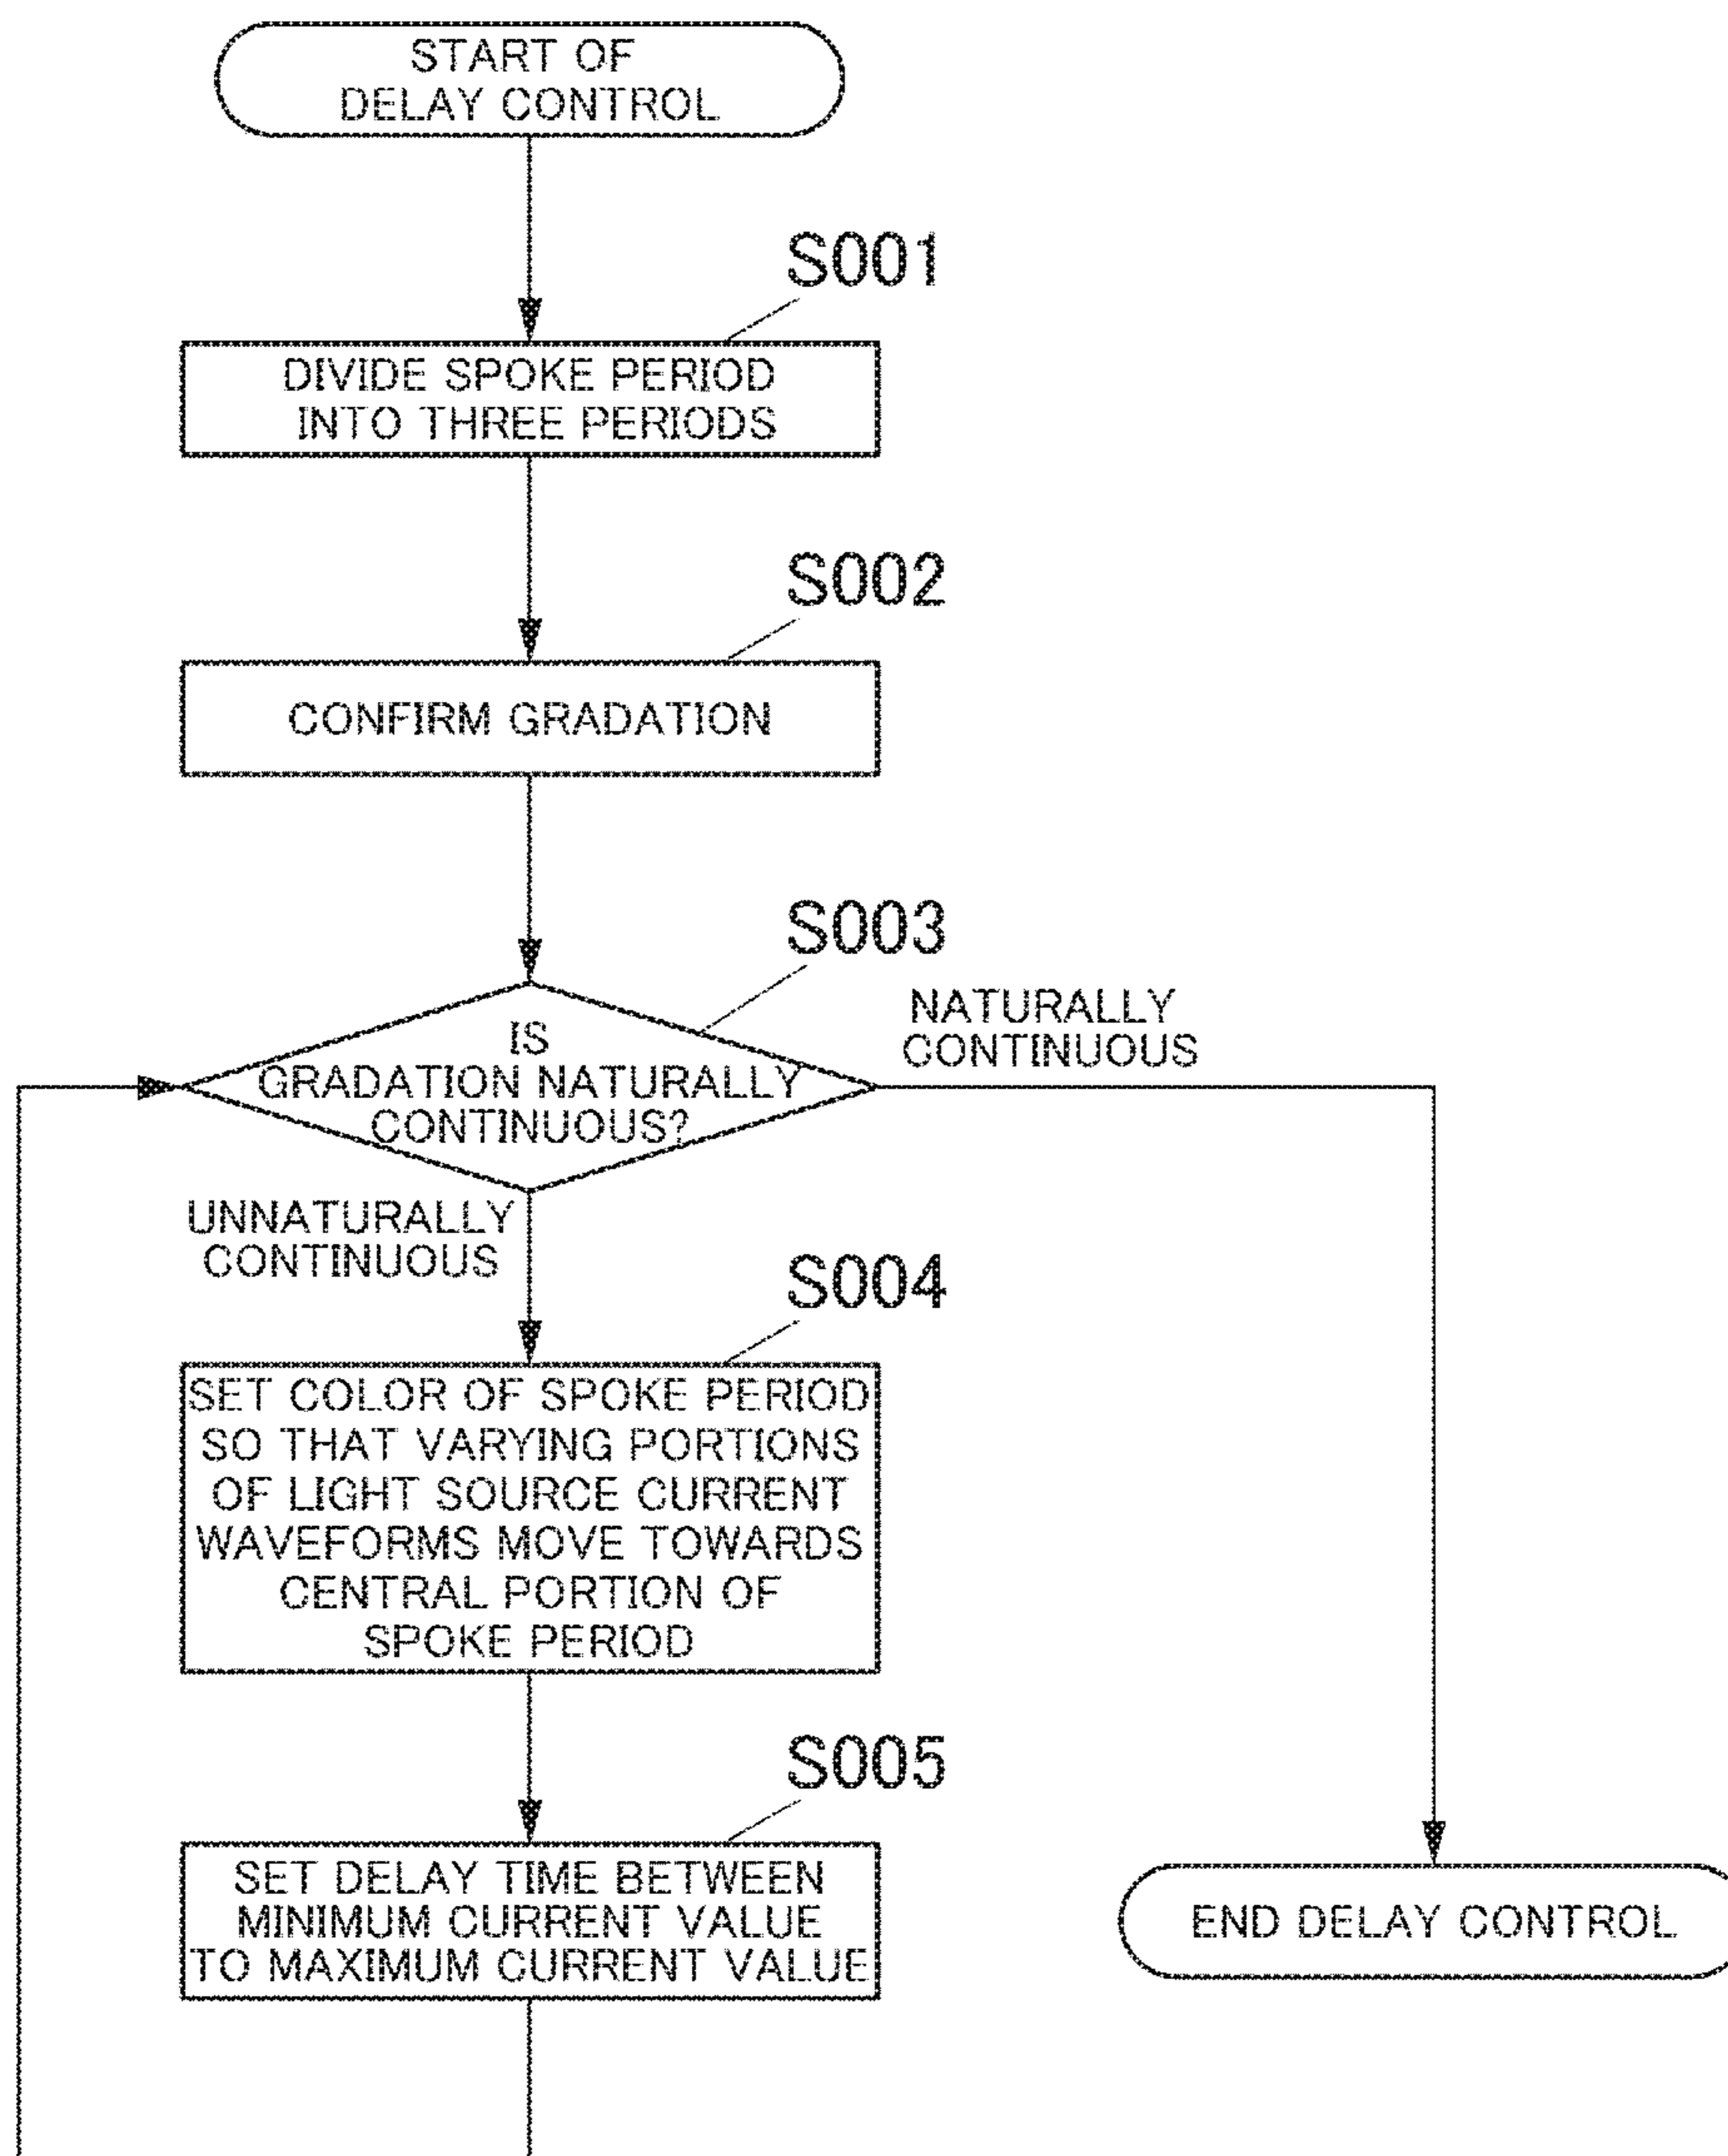 START OF
DELAY CONTROL
S001
DIVIDE SPOKE PERIOD
INTO THREE PERIODS
S002
CONFIRM GRADATION
S003
IS
GRADATION NATURALLY
CONTINUOUS?
NATURALLY
CONTINUOUS
UNNATURALLY
CONTINUOUS
S004
SET COLOR OF SPOKE PERIOD
SO THAT VARYING PORTIONS
OF LIGHT SOURCE CURRENT
WAVEFORMS MOVE TOWARDS
CENTRAL PORTION OF
SPOKE PERIOD
S005
SET DELAY TIME BETWEEN
MINIMUM CURRENT VALUE
TO MAXIMUM CURRENT VALUE
END DELAY CONTROL